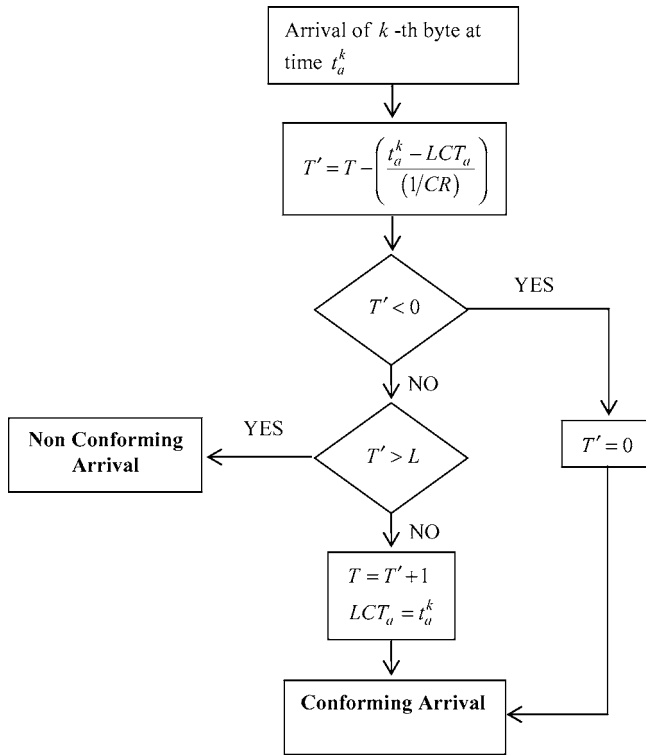 Arrival of k -th byte at
time t_a^k
T′ = T − ( (t_a^k − LCT_a) / (1/CR) )
T′ < 0
YES
NO
Non Conforming
Arrival
YES
T′ > L
T′ = 0
NO
T = T′ + 1
LCT_a = t_a^k
Conforming Arrival